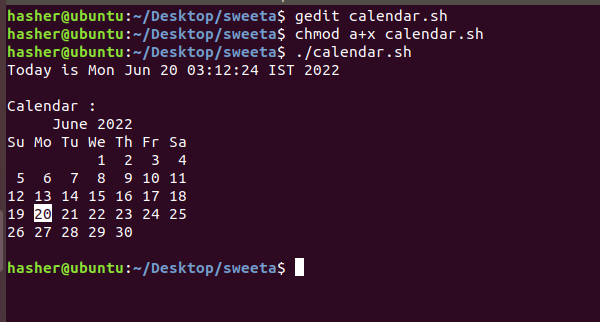 hasher@ubuntu:~/Desktop/sweeta$ gedit calendar.sh
hasher@ubuntu:~/Desktop/sweeta$ chmod a+x calendar.sh
hasher@ubuntu:~/Desktop/sweeta$ ./calendar.sh
Today is Mon Jun 20 03:12:24 IST 2022

Calendar :
     June 2022
Su Mo Tu We Th Fr Sa
          1  2  3  4
 5  6  7  8  9 10 11
12 13 14 15 16 17 18
19 20 21 22 23 24 25
26 27 28 29 30

hasher@ubuntu:~/Desktop/sweeta$